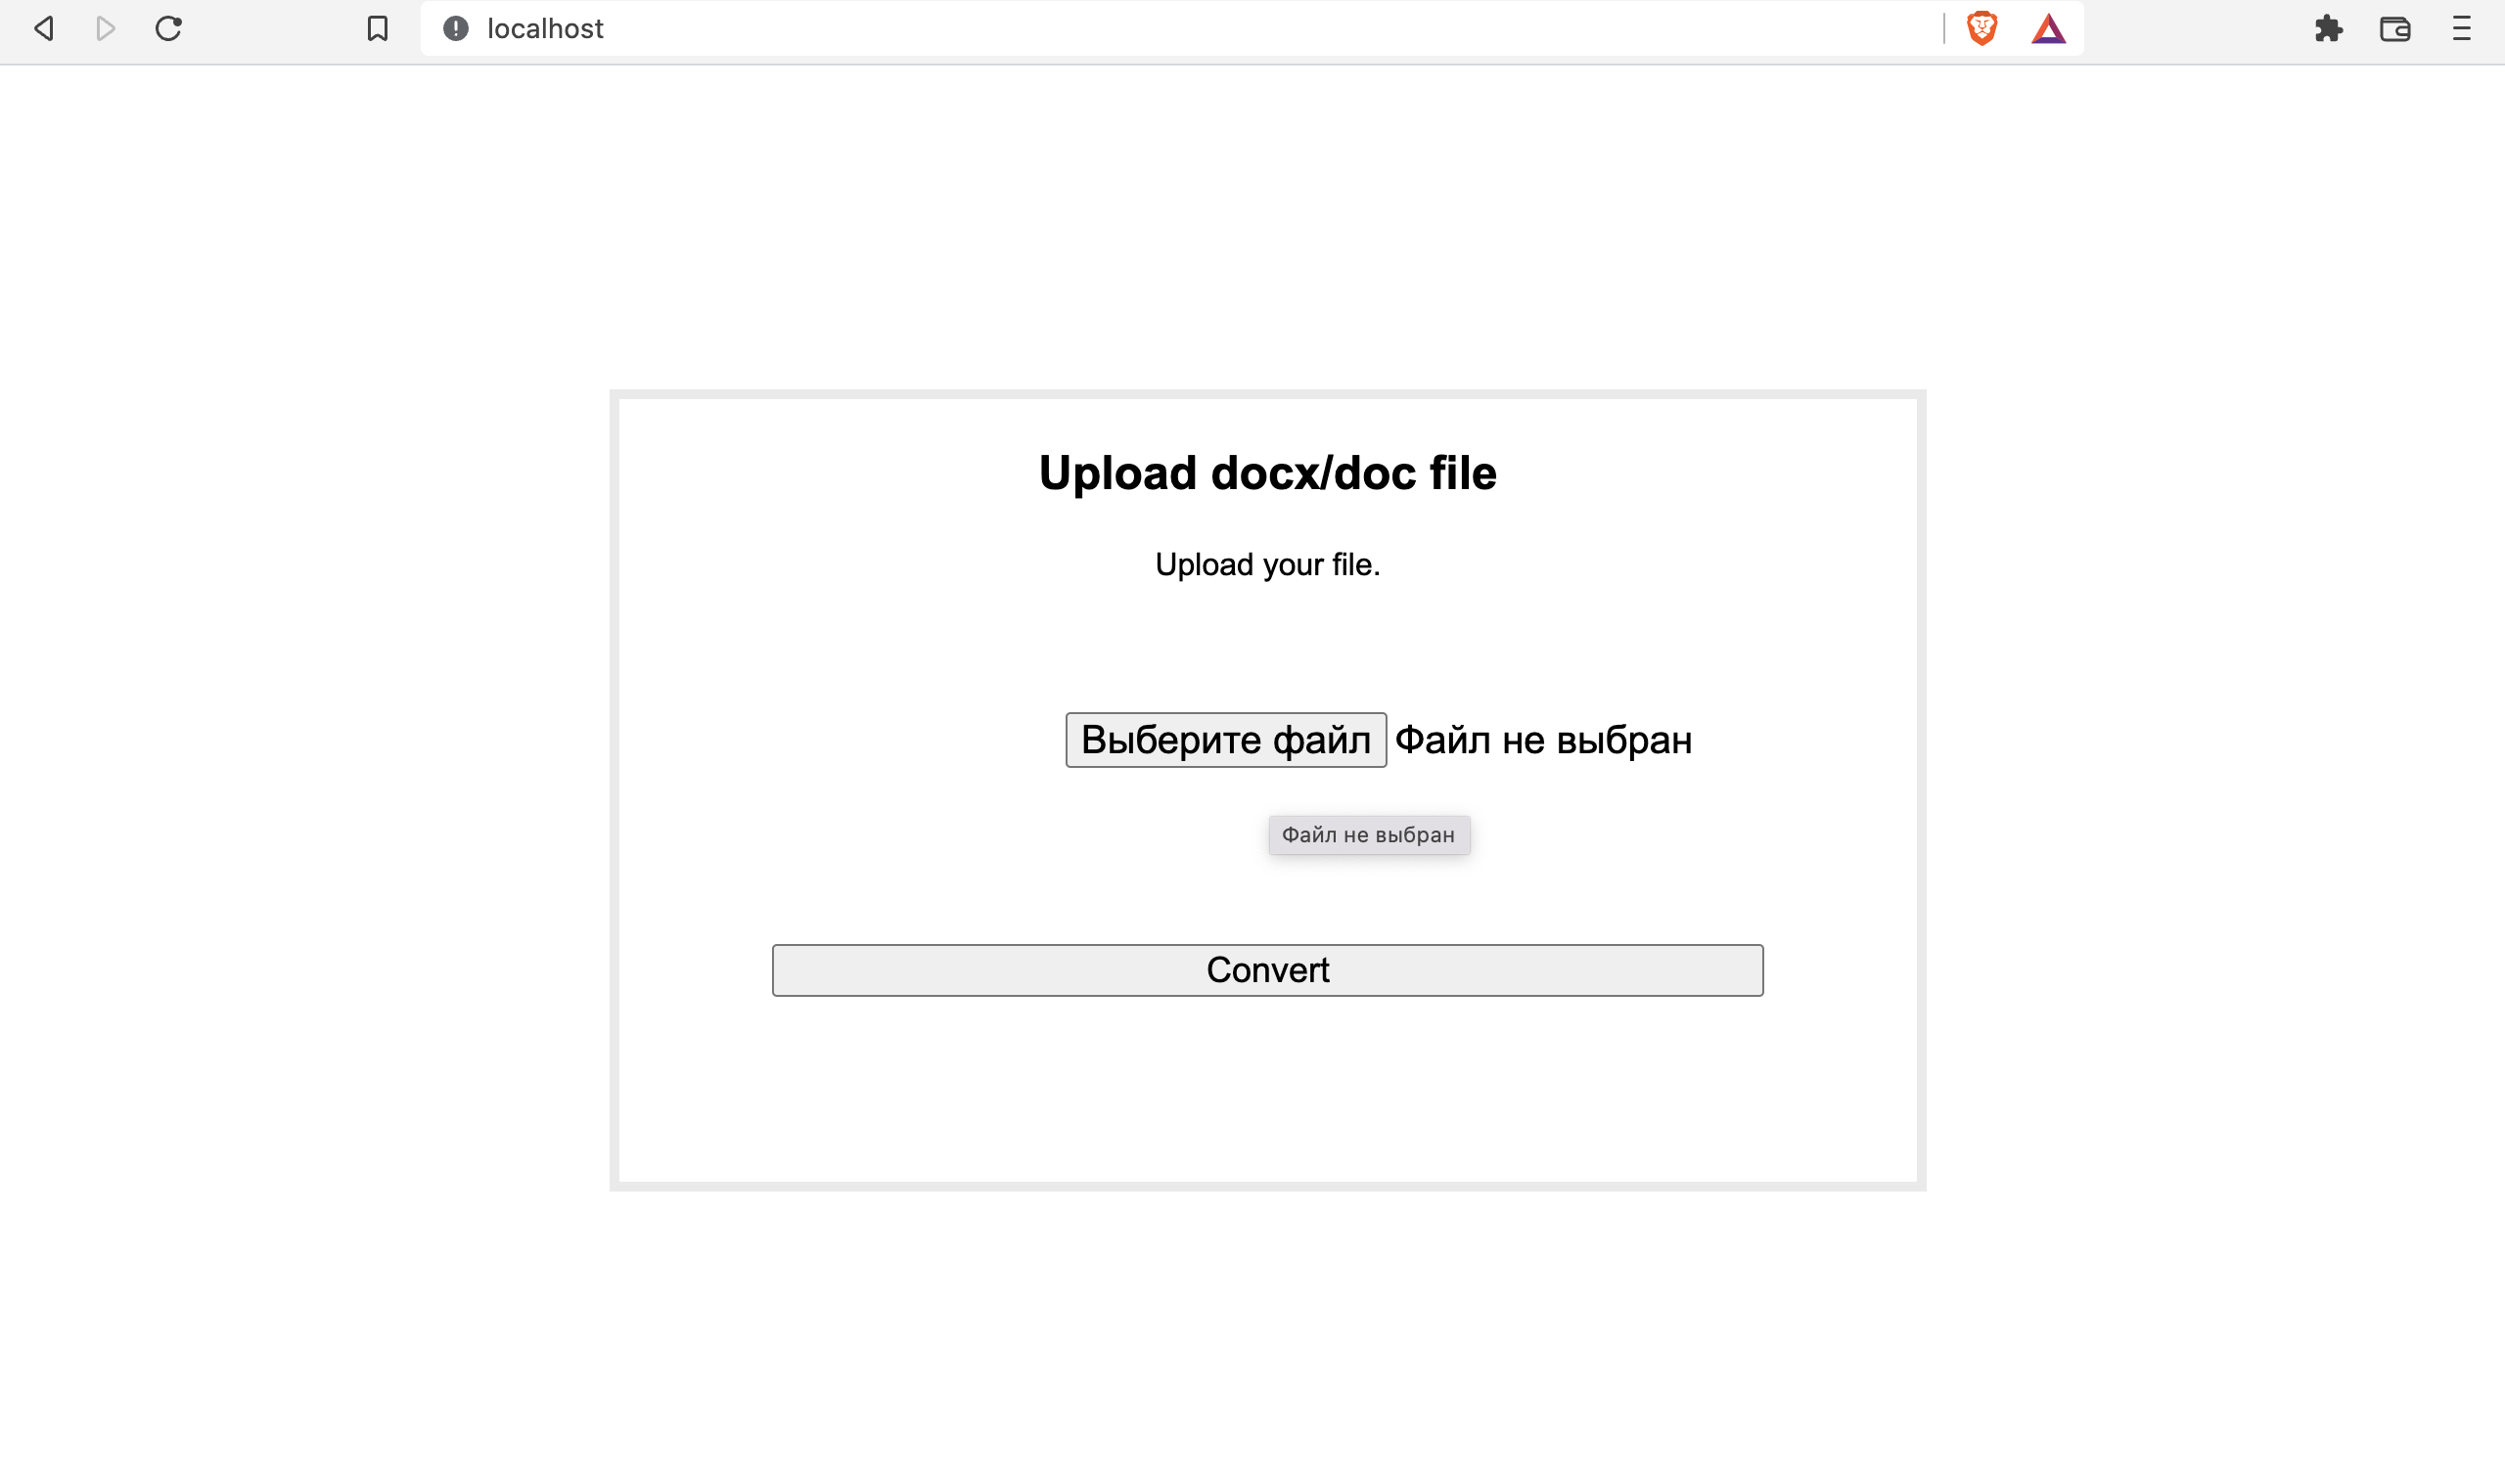 localhost
Upload docx/doc file
Upload your file.
Выберите файл Файл не выбран
Файл не выбран
Convert